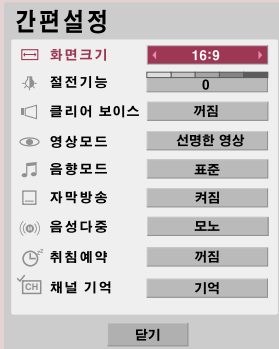 간편설정
화면크기 16:9
절전기능 0
클리어 보이스 꺼짐
영상모드 선명한 영상
음향모드 표준
자막방송 켜짐
음성다중 모노
취침예약 꺼짐
CH 채널 기억 기억
닫기